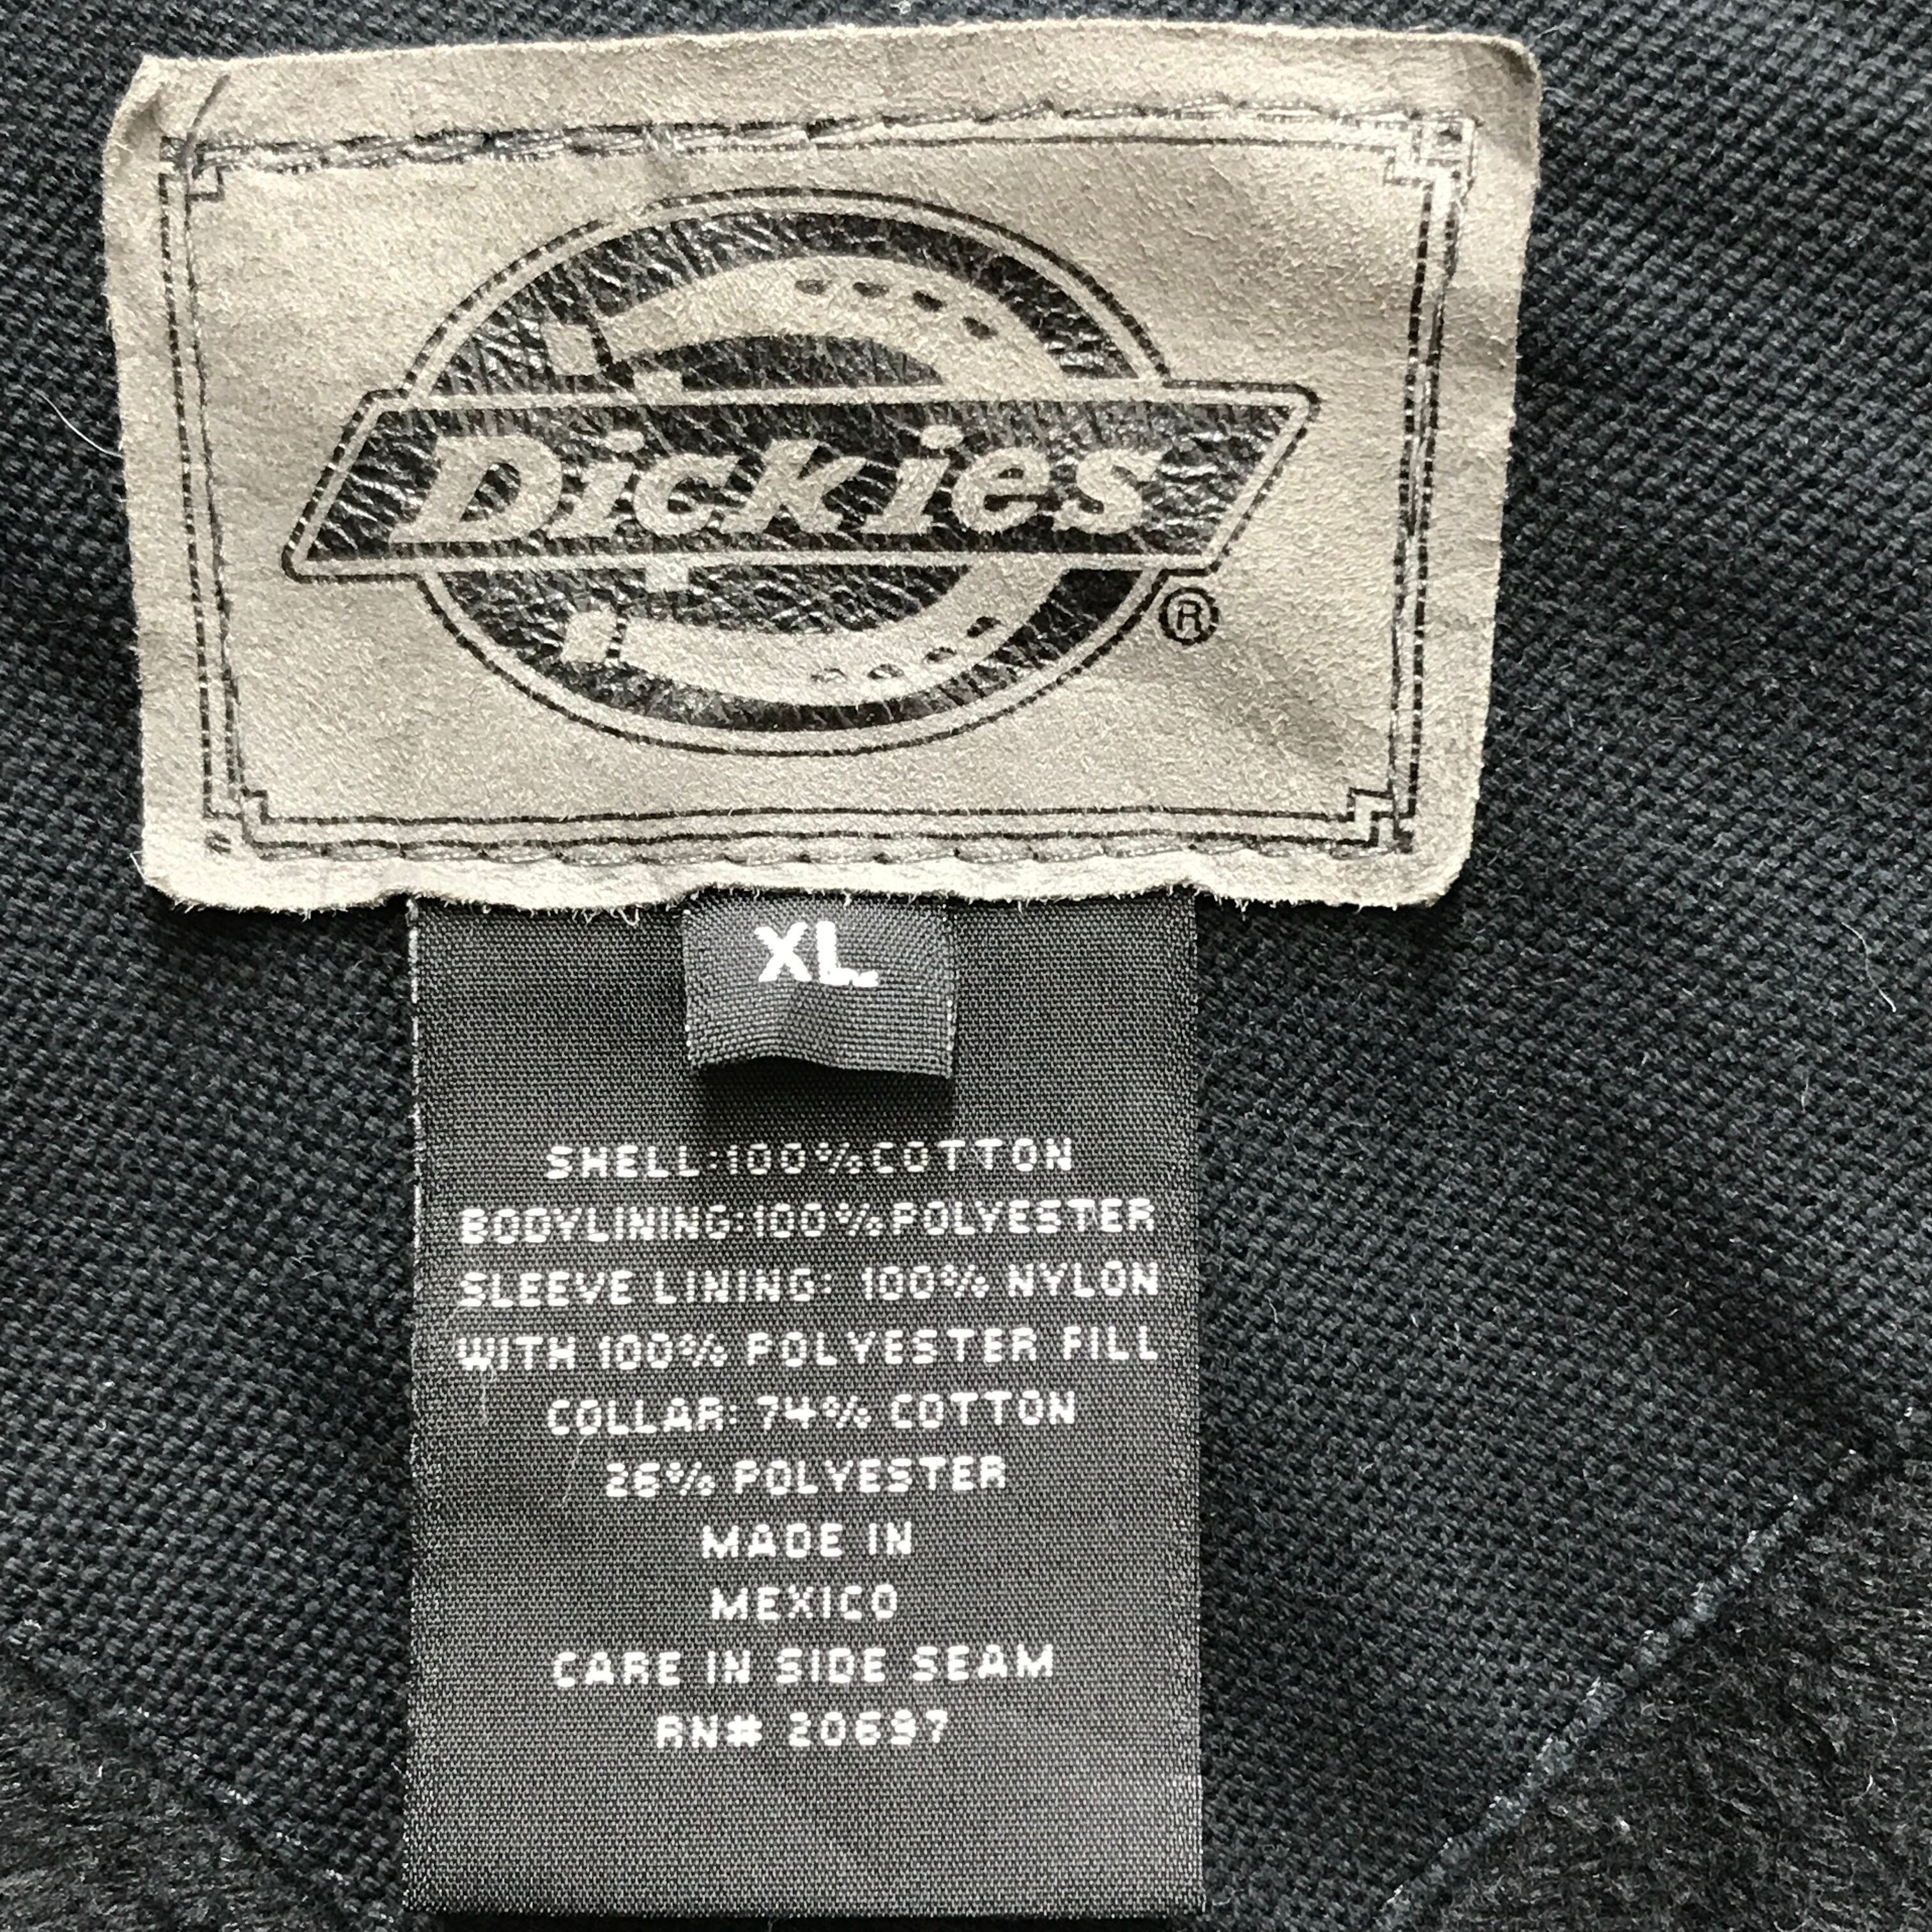 Dickies
®
XL
SHELL:100%COTTON
BODYLINING:100%POLYESTER
SLEEVE LINING: 100% NYLON
WITH 100% POLYESTER FILL
COLLAR: 74% COTTON
26% POLYESTER
MADE IN
MEXICO
CARE IN SIDE SEAM
RN# 20697